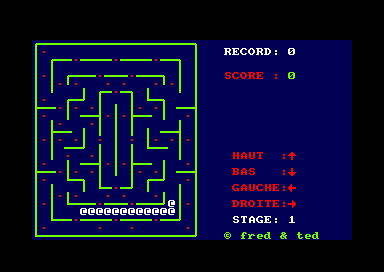 RECORD: 0
SCORE : 0
HAUT :↑
BAS :↓
GAUCHE:←
DROITE:→
STAGE: 1
© fred & ted